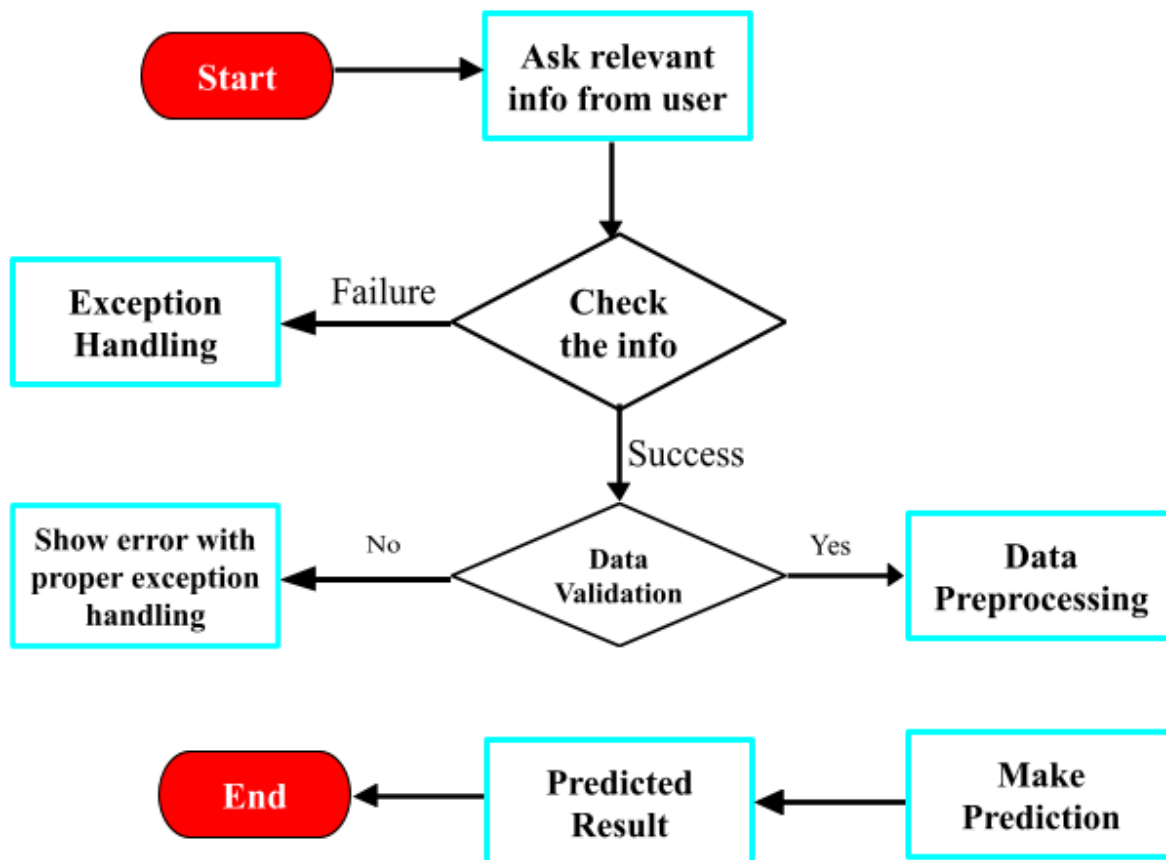 Start
Ask relevant
info from user
Failure
Exception
Handling
Check
the info
Success
Show error with
proper exception
handling
No
Data
Validation
Yes
Data
Preprocessing
End
Predicted
Result
Make
Prediction